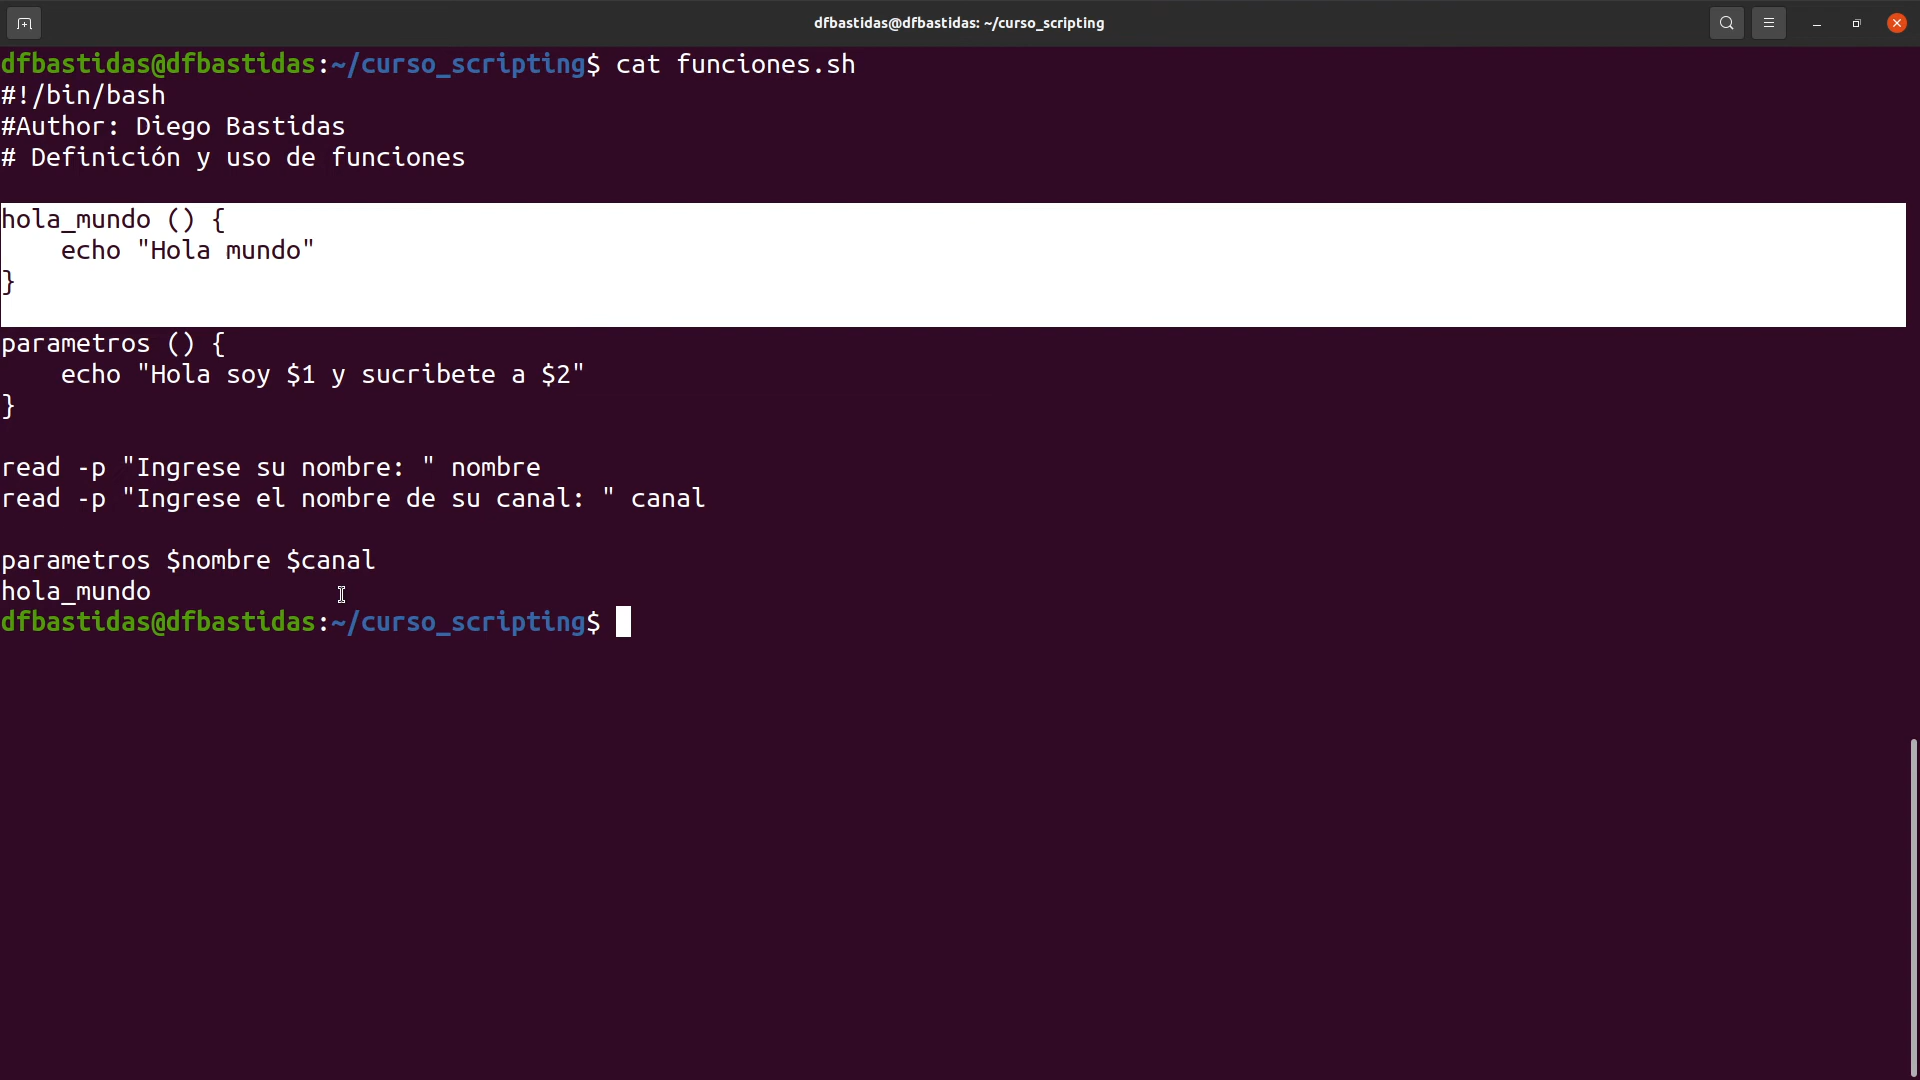 dfbastidas@dfbastidas: ~/curso_scripting
dfbastidas@dfbastidas:~/curso_scripting$ cat funciones.sh
#!/bin/bash
#Author: Diego Bastidas
# Definición y uso de funciones
hola_mundo () {
    echo "Hola mundo"
}
parametros () {
    echo "Hola soy $1 y sucribete a $2"
}
read -p "Ingrese su nombre: " nombre
read -p "Ingrese el nombre de su canal: " canal
parametros $nombre $canal
hola_mundo
dfbastidas@dfbastidas:~/curso_scripting$